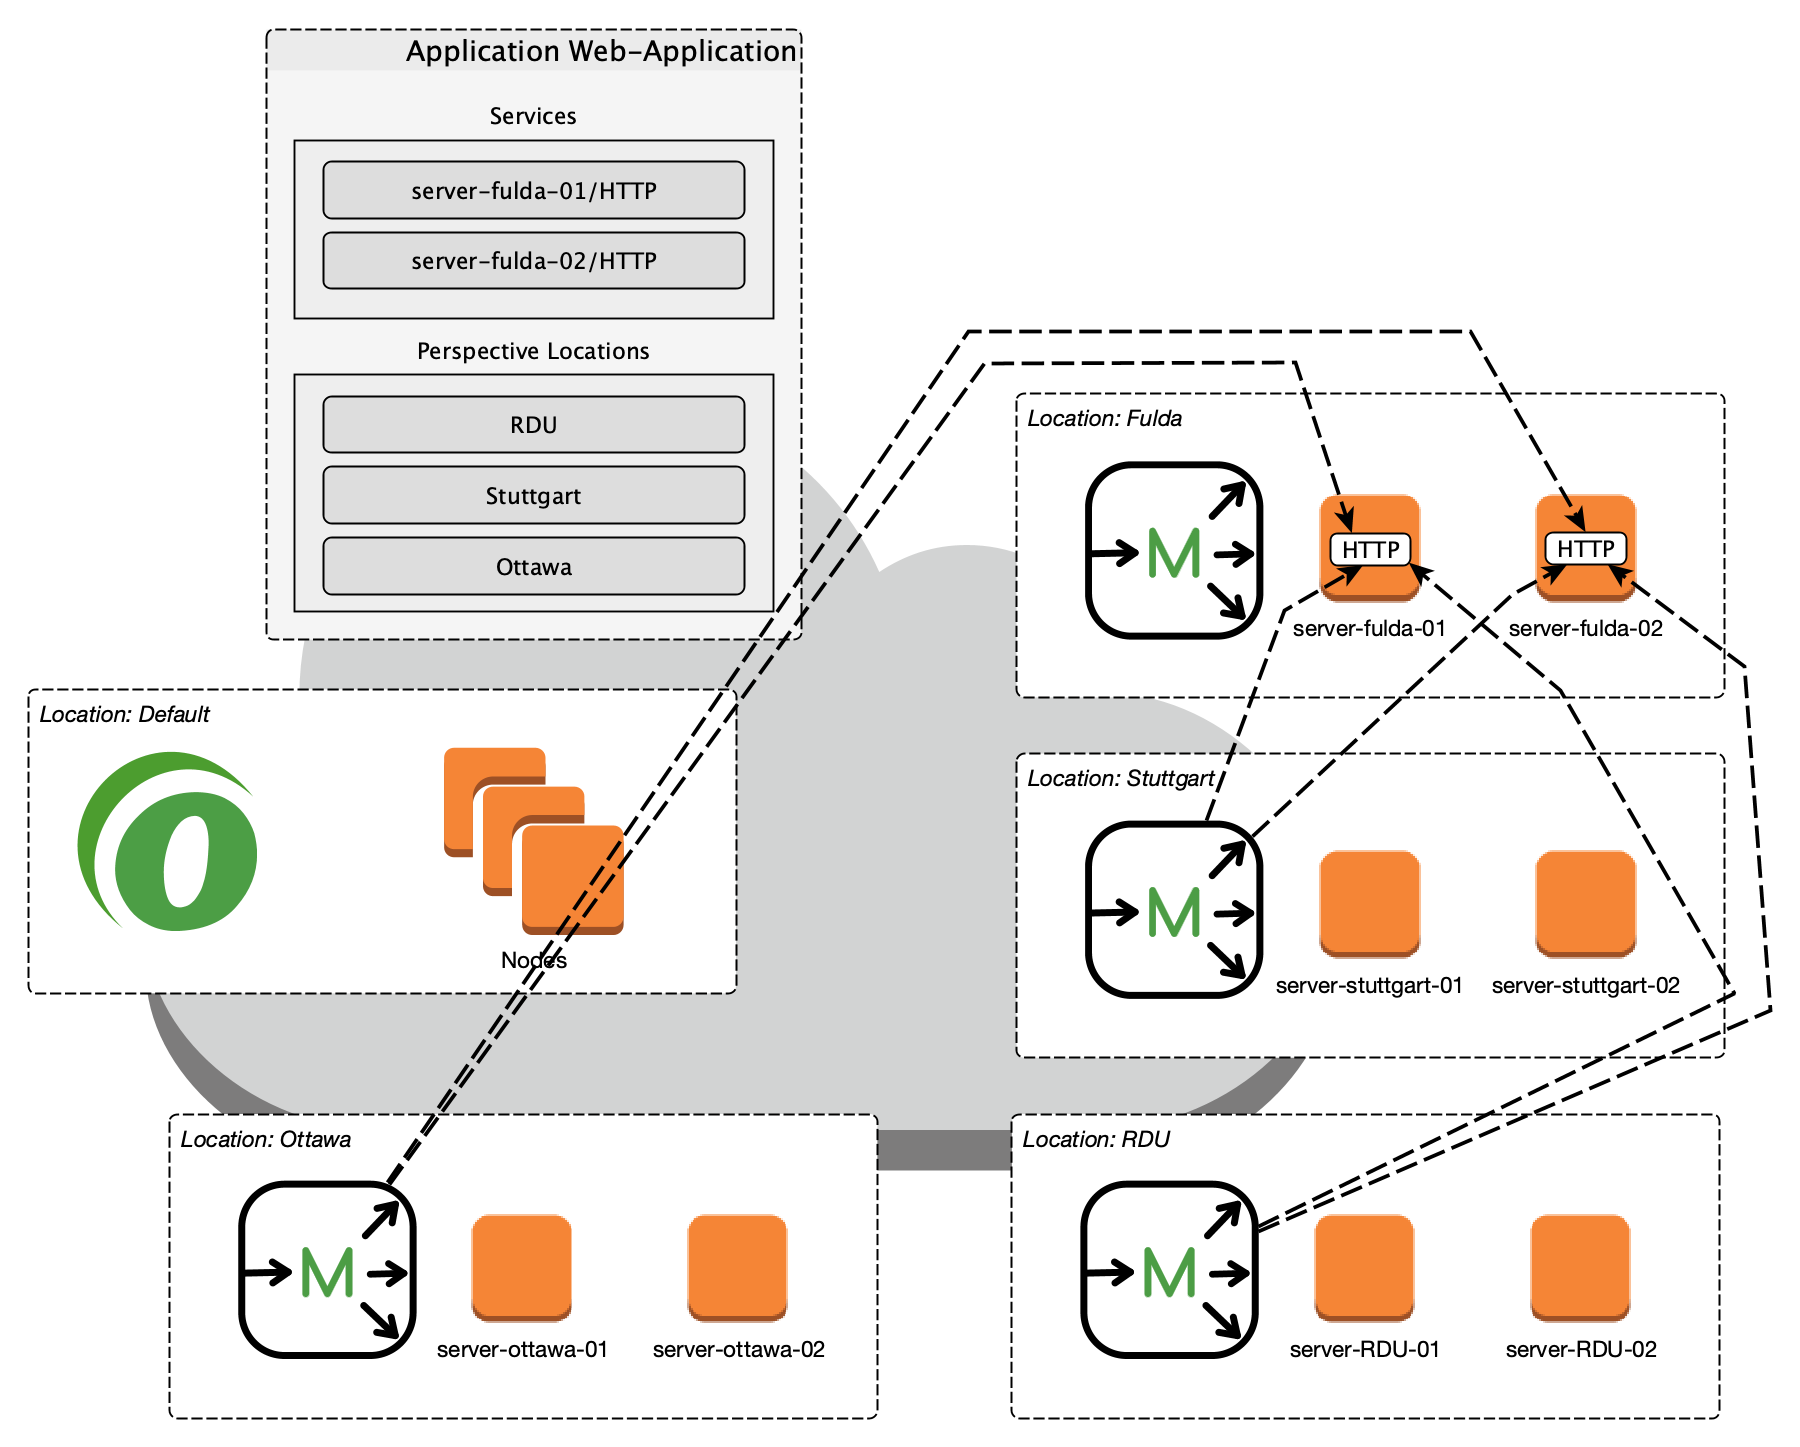 Application Web-Application
Services
server-fulda-01/HTTP
server-fulda-02/HTTP
Perspective Locations
RDU
Stuttgart
Ottawa
Location: Fulda
M
HTTP
HTTP
server-fulda-01
server-fulda-02
Location: Default
Nodes
Location: Stuttgart
M
server-stuttgart-01
server-stuttgart-02
Location: Ottawa
M
server-ottawa-01
server-ottawa-02
Location: RDU
M
server-RDU-01
server-RDU-02